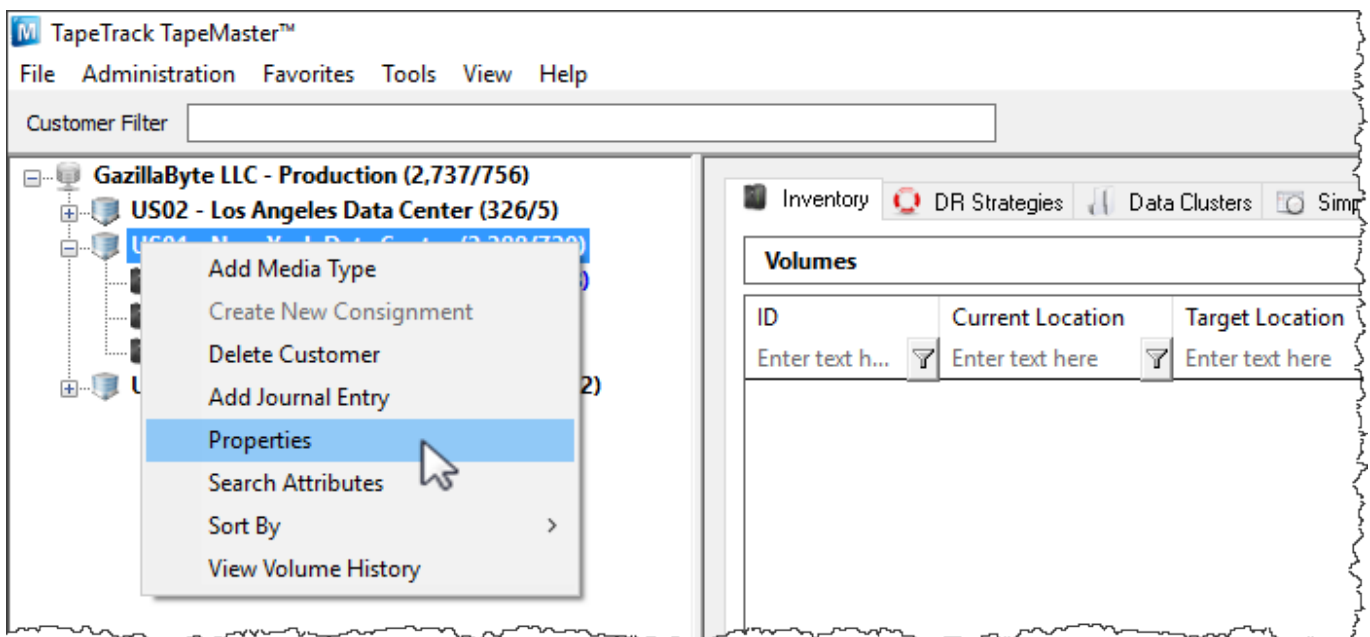 TapeTrack TapeMaster™
File Administration Favorites Tools View Help
Customer Filter
GazillaByte LLC - Production (2,737/756)
US02 - Los Angeles Data Center (326/5)
Add Media Type
Create New Consignment
Delete Customer
Add Journal Entry
Properties
Search Attributes
Sort By
View Volume History
2)
Inventory DR Strategies Data Clusters Simp
Volumes
ID Current Location Target Location
Enter text h... Enter text here Enter text here